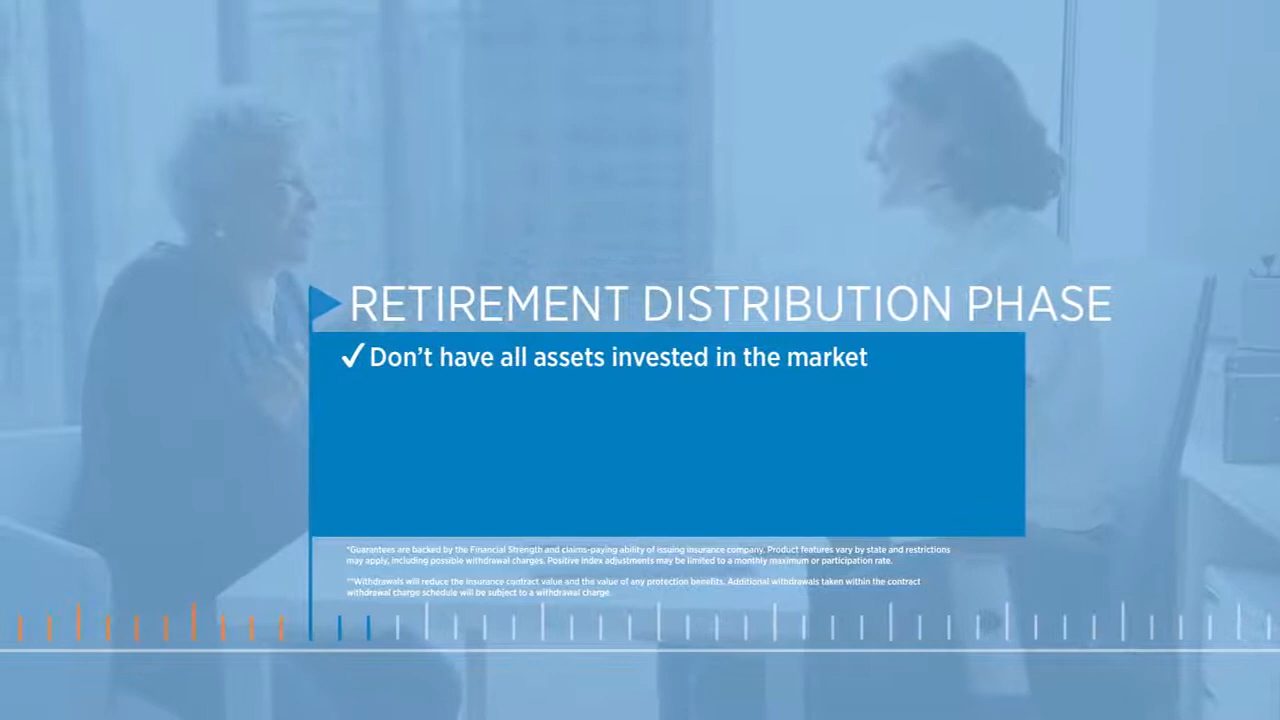 RETIREMENT DISTRIBUTION PHASE
✓ Don't have all assets invested in the market
*Guarantees are backed by the Financial Strength and claims-paying ability of issuing insurance company. Product features vary by state and restrictions
may apply, including possible withdrawal charges. Positive index adjustments may be limited to a monthly maximum or participation rate.
**Withdrawals will reduce the insurance contract value and the value of any protection benefits. Additional withdrawals taken within the contract
withdrawal charge schedule will be subject to a withdrawal charge.